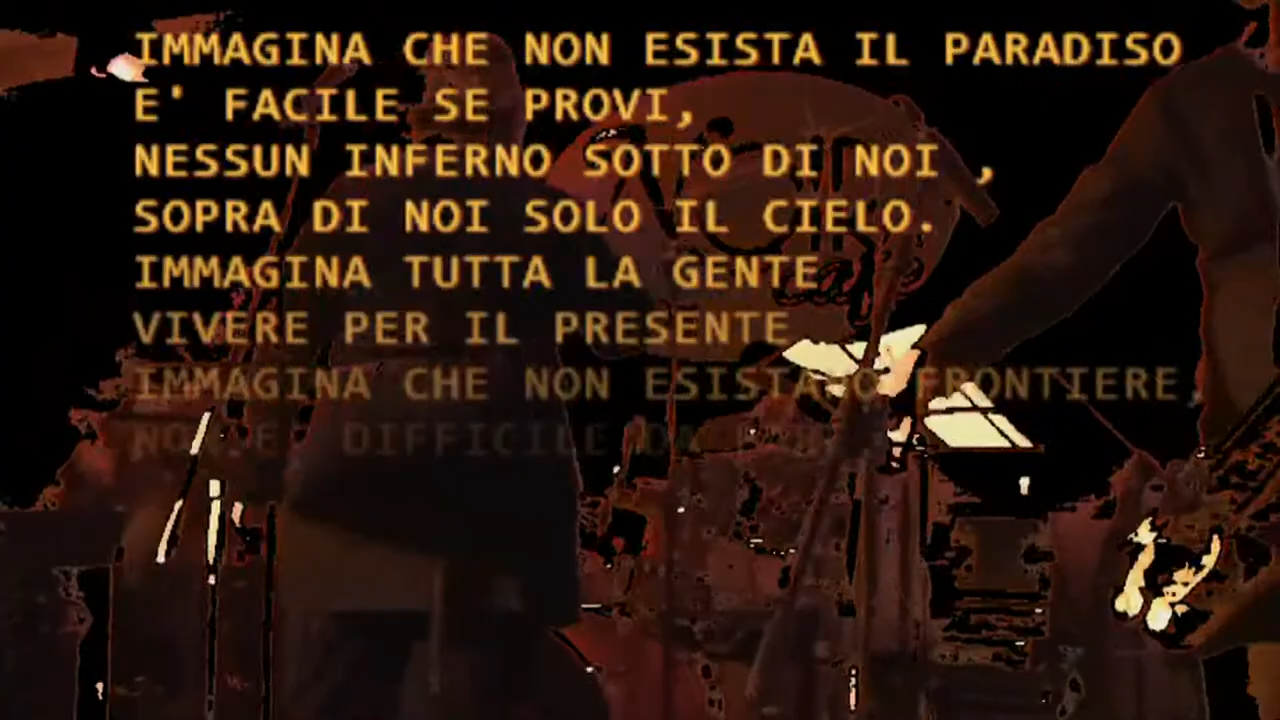 IMMAGINA CHE NON ESISTA IL PARADISO
E' FACILE SE PROVI,
NESSUN INFERNO SOTTO DI NOI ,
SOPRA DI NOI SOLO IL CIELO.
IMMAGINA TUTTA LA GENTE
VIVERE PER IL PRESENTE
IMMAGINA CHE NON ESISTANO FRONTIERE,
DIFFICILE